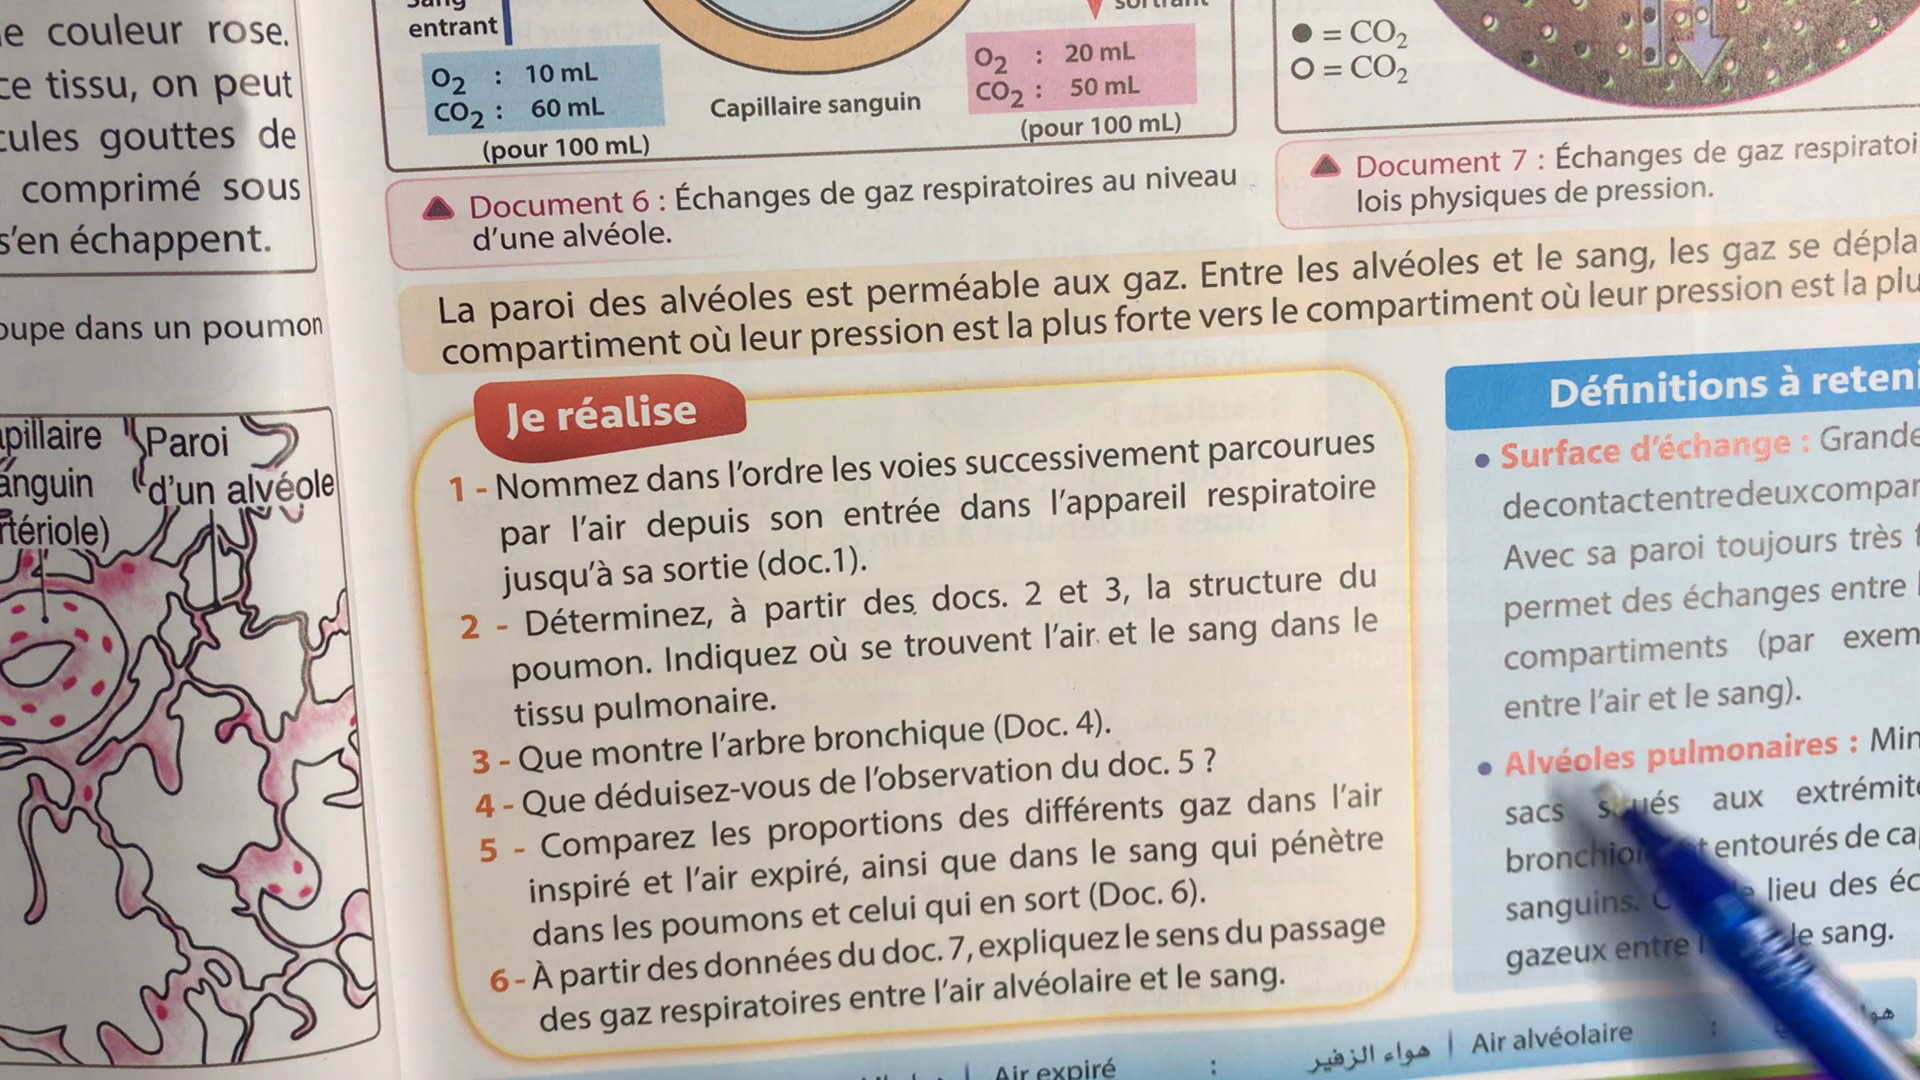 e couleur rose.
ce tissu, on peut
cules gouttes de
comprimé sous
s'en échappent.
oupe dans un poumon
apillaire
anguin
rtériole)
Paroi
d'un alvéole
entrant
O2 : 10 mL
CO2 : 60 mL
(pour 100 mL)
Capillaire sanguin
O2 : 20 mL
CO2 : 50 mL
(pour 100 mL)
● = CO2
O = CO2
Document 6 : Échanges de gaz respiratoires au niveau
d'une alvéole.
Document 7 : Échanges de gaz respiratoi
lois physiques de pression.
La paroi des alvéoles est perméable aux gaz. Entre les alvéoles et le sang, les gaz se dépla
compartiment où leur pression est la plus forte vers le compartiment où leur pression est la plu
Je réalise
1 - Nommez dans l'ordre les voies successivement parcourues
par l'air depuis son entrée dans l'appareil respiratoire
jusqu'à sa sortie (doc.1).
2 - Déterminez, à partir des docs. 2 et 3, la structure du
poumon. Indiquez où se trouvent l'air et le sang dans le
tissu pulmonaire.
3 - Que montre l'arbre bronchique (Doc. 4).
4 - Que déduisez-vous de l'observation du doc. 5 ?
5 - Comparez les proportions des différents gaz dans l'air
inspiré et l'air expiré, ainsi que dans le sang qui pénètre
dans les poumons et celui qui en sort (Doc. 6).
6 - À partir des données du doc. 7, expliquez le sens du passage
des gaz respiratoires entre l'air alvéolaire et le sang.
Définitions à reteni
• Surface d'échange : Grande
decontactentredeuxcompar
Avec sa paroi toujours très f
permet des échanges entre
compartiments (par exem
entre l'air et le sang).
• Alvéoles pulmonaires : Min
sacs aux extrémité
entourés de ca
sanguins. lieu des éc
gazeux entre le sang.
Air expiré : هواء الزفير | Air alvéolaire :